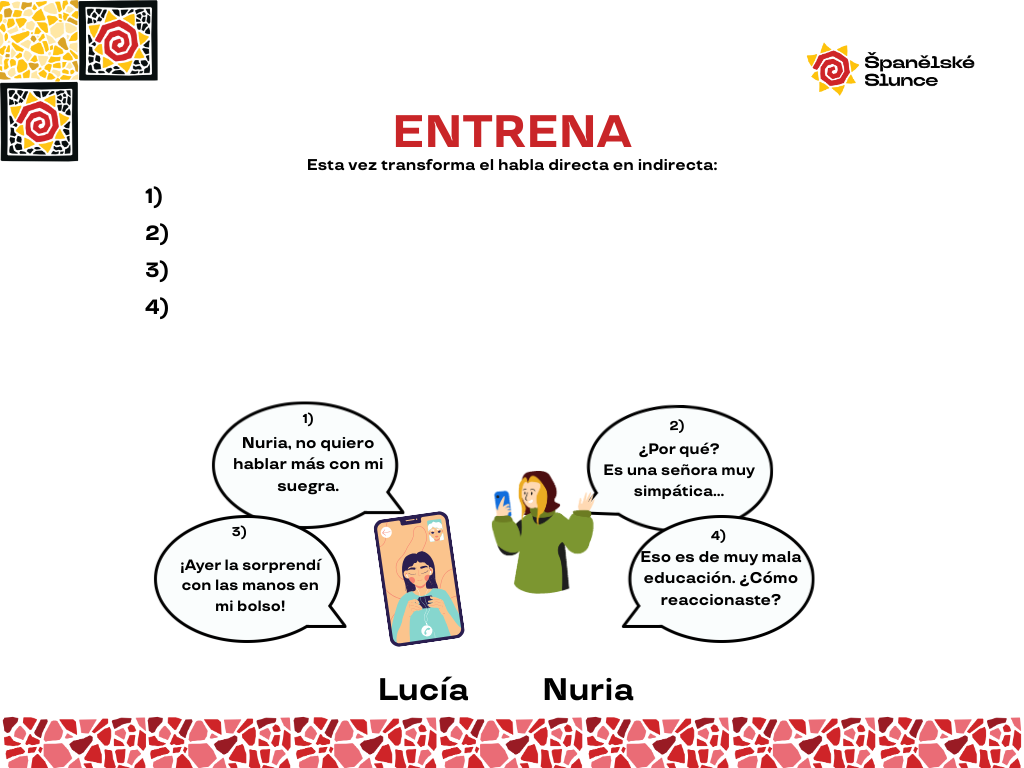 Španělské
Slunce
ENTRENA
Esta vez transforma el habla directa en indirecta:
1)
2)
3)
4)
1)
Nuria, no quiero
hablar más con mi
suegra.
2)
¿Por qué?
Es una señora muy
simpática...
3)
¡Ayer la sorprendí
con las manos en
mi bolso!
4)
Eso es de muy mala
educación. ¿Cómo
reaccionaste?
Lucía
Nuria